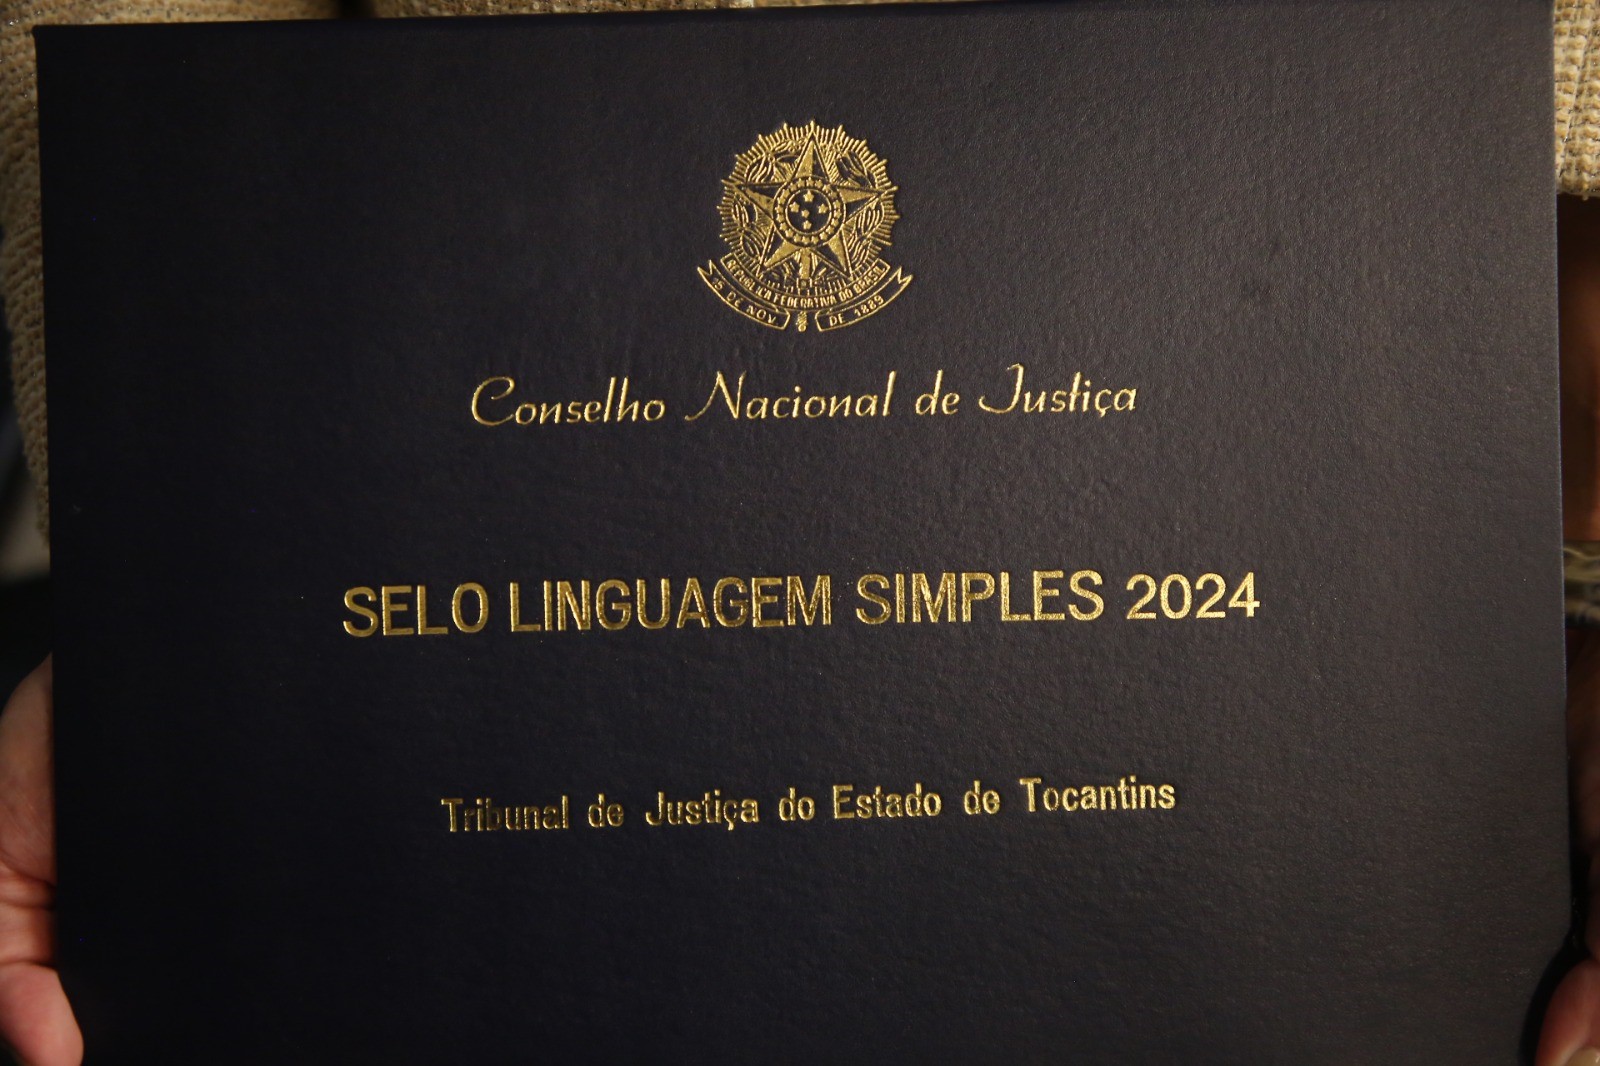 REPÚBLICA FEDERATIVA DO BRASIL
15 DE NOV. DE 1889
Conselho Nacional de Justiça
SELO LINGUAGEM SIMPLES 2024
Tribunal de Justiça do Estado de Tocantins